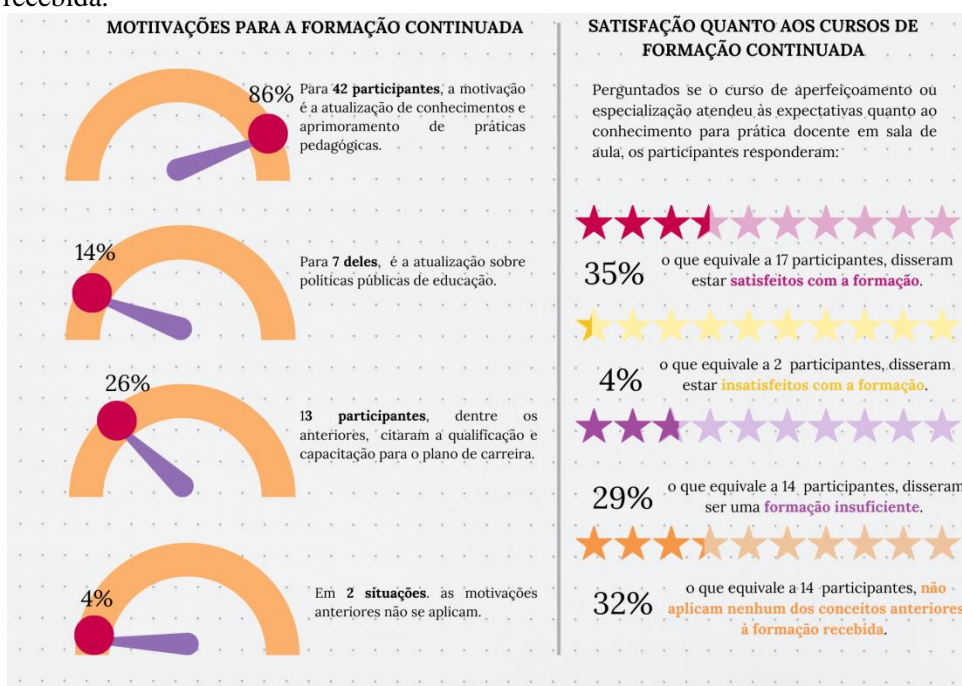 recebida.
MOTIIVAÇÕES PARA A FORMAÇÃO CONTINUADA
86%
Para 42 participantes, a motivação
é a atualização de conhecimentos e
aprimoramento de práticas
pedagógicas.
14%
Para 7 deles, é a atualização sobre
políticas públicas de educação.
26%
13 participantes, dentre os
anteriores, citaram a qualificação e
capacitação para o plano de carreira.
4%
Em 2 situações. as motivações
anteriores não se aplicam.
SATISFAÇÃO QUANTO AOS CURSOS DE
FORMAÇÃO CONTINUADA
Perguntados se o curso de aperfeiçoamento ou
especialização atendeu às expectativas quanto ao
conhecimento para prática docente em sala de
aula, os participantes responderam:
35%
o que equivale a 17 participantes, disseram
estar satisfeitos com a formação.
4%
o que equivale a 2 participantes, disseram
estar insatisfeitos com a formação.
29%
o que equivale a 14 participantes, disseram
ser uma formação insuficiente.
32%
o que equivale a 14 participantes, não
aplicam nenhum dos conceitos anteriores
à formação recebida.